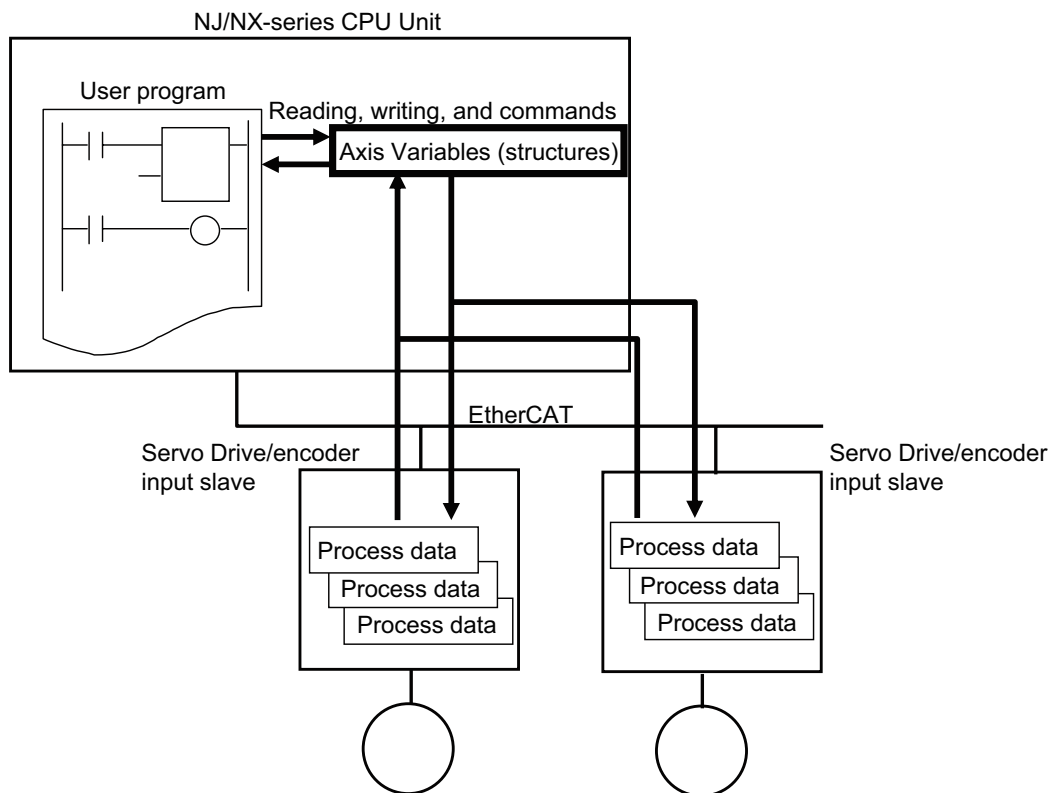 NJ/NX-series CPU Unit
User program
Reading, writing, and commands
Axis Variables (structures)
EtherCAT
Servo Drive/encoder
input slave
Servo Drive/encoder
input slave
Process data
Process data
Process data
Process data
Process data
Process data